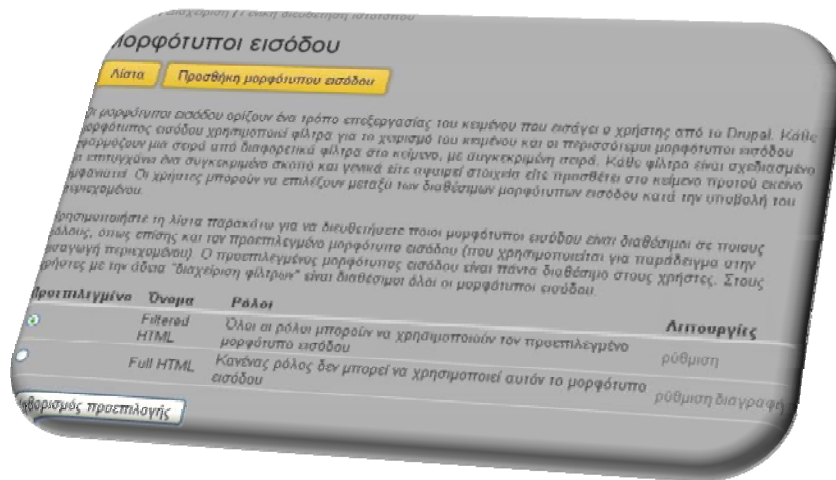 Διαχείριση | Γενική διευθέτηση ιστοτόπου
Μορφότυποι εισόδου
Λίστα Προσθήκη μορφότυπου εισόδου
Οι μορφότυποι εισόδου ορίζουν ένα τρόπο επεξεργασίας του κειμένου που εισάγει ο χρήστης από το Drupal. Κάθε
μορφότυπος εισόδου χρησιμοποιεί φίλτρα για το χειρισμό του κειμένου και οι περισσότεροι μορφότυποι εισόδου
εφαρμόζουν μια σειρά από διαφορετικά φίλτρα στο κείμενο, με συγκεκριμένη σειρά. Κάθε φίλτρο είναι σχεδιασμένο
να επιτυγχάνει ένα συγκεκριμένο σκοπό και γενικά είτε αφαιρεί στοιχεία είτε προσθέτει στο κείμενο προτού εκείνο
εμφανιστεί. Οι χρήστες μπορούν να επιλέξουν μεταξύ των διαθέσιμων μορφότυπων εισόδου κατά την υποβολή του
περιεχομένου.
Χρησιμοποιήστε τη λίστα παρακάτω για να διευθετήσετε ποιοι μορφότυποι εισόδου είναι διαθέσιμοι σε ποιους
ρόλους, όπως επίσης και τον προεπιλεγμένο μορφότυπο εισόδου (που χρησιμοποιείται για παράδειγμα στην
εισαγωγή περιεχομένου). Ο προεπιλεγμένος μορφότυπος εισόδου είναι πάντα διαθέσιμο στους χρήστες. Στους
χρήστες με την άδεια "διαχείριση φίλτρων" είναι διαθέσιμοι όλοι οι μορφότυποι εισόδου.
Προεπιλεγμένο Όνομα Ρόλοι Λειτουργίες
Filtered HTML Όλοι οι ρόλοι μπορούν να χρησιμοποιούν τον προεπιλεγμένο
μορφότυπο εισόδου ρύθμιση
Full HTML Κανένας ρόλος δεν μπορεί να χρησιμοποιεί αυτόν το μορφότυπο
εισόδου ρύθμιση διαγραφή
Καθορισμός προεπιλογής